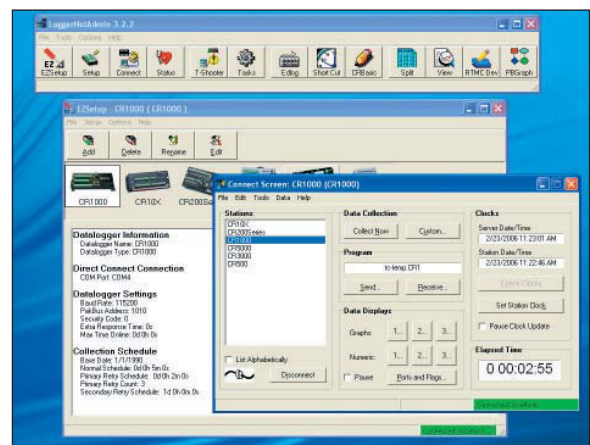 LoggerNetAdmin 3.2.2
File Tools Options Help
EZSetup Setup Connect Status T-Shooter Tasks Edlog Short Cut CRBasic Split View RTMC Dev PBGraph
EZSetup - CR1000 ( CR1000 )
File Setup Options Help
Add Delete Rename Edit
CR1000 CR10X CR200Se
Datalogger Information
Datalogger Name: CR1000
Datalogger Type: CR1000
Direct Connect Connection
COM Port: COM4
Datalogger Settings
Baud Rate: 115200
PakBus Address: 1010
Security Code: 0
Extra Response Time: 0s
Max Time Online: 0d 0h 0s
Collection Schedule
Base Date: 1/1/1990
Normal Schedule: 0d 0h 5m 0s
Primary Retry Schedule: 0d 0h 2m 0s
Primary Retry Count: 3
Secondary Retry Schedule: 1d 0h 0m 0s
Connect Screen: CR1000 (CR1000)
File Edit Tools Data Help
Stations
CR10X
CR200Series
CR1000
CR5000
CR3000
CR500
List Alphabetically
Disconnect
Data Collection
Collect Now Custom...
Program
to-temp.CR1
Send... Receive...
Data Displays
Graphs: 1... 2... 3...
Numeric: 1... 2... 3...
Pause Ports and Flags...
Clocks
Server Date/Time
2/23/2006 11:23:01 AM
Station Date/Time
2/23/2006 11:22:46 AM
Check Clocks
Set Station Clock
Pause Clock Update
Elapsed Time
0 00:02:55